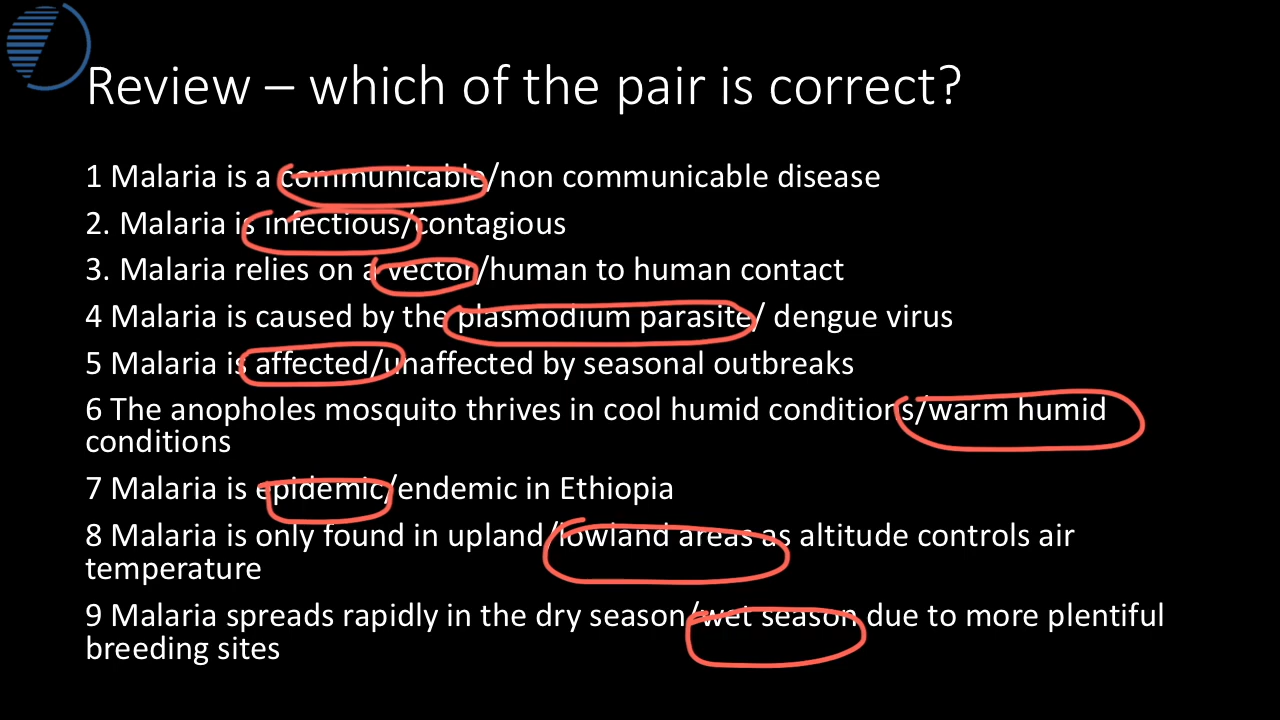 Review – which of the pair is correct?
1 Malaria is a communicable/non communicable disease
2. Malaria is infectious/contagious
3. Malaria relies on a vector/human to human contact
4 Malaria is caused by the plasmodium parasite/ dengue virus
5 Malaria is affected/unaffected by seasonal outbreaks
6 The anopholes mosquito thrives in cool humid conditions/warm humid
conditions
7 Malaria is epidemic/endemic in Ethiopia
8 Malaria is only found in upland/lowland areas as altitude controls air
temperature
9 Malaria spreads rapidly in the dry season/wet season due to more plentiful
breeding sites